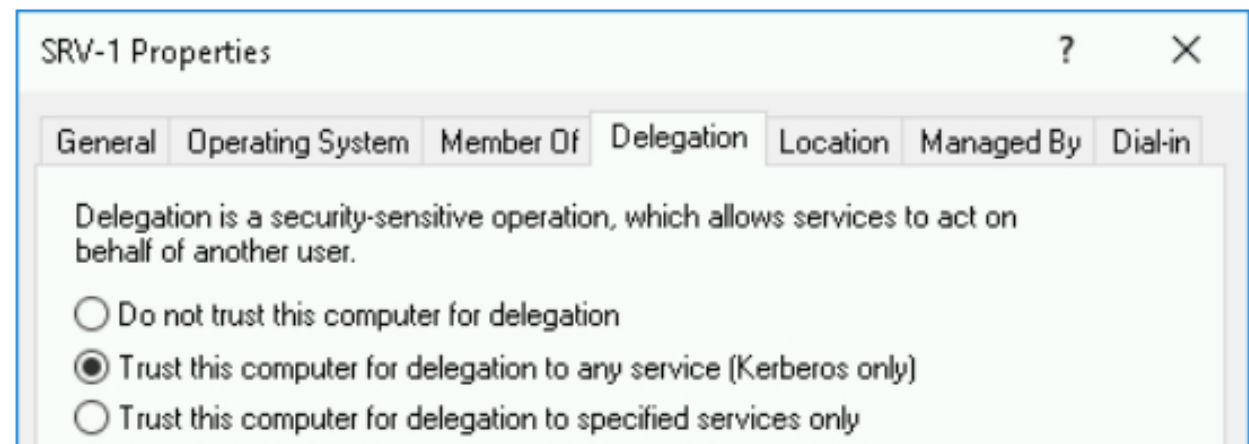 SRV-1 Properties ?
General Operating System Member Of Delegation Location Managed By Dial-in
Delegation is a security-sensitive operation, which allows services to act on
behalf of another user.
Do not trust this computer for delegation
Trust this computer for delegation to any service (Kerberos only)
Trust this computer for delegation to specified services only